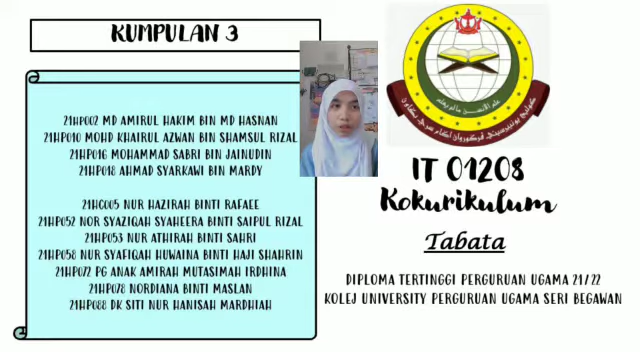 KUMPULAN 3
21HP002 MD AMIRUL HAKIM BIN MD HASNAN
21HP010 MOHD KHAIRUL AZWAN BIN SHAMSUL RIZAL
21HP016 MOHAMMAD SABRI BIN JAINUDIN
21HP018 AHMAD SYARKAWI BIN MARDY
21HC005 NUR HAZIRAH BINTI RAFAEE
21HP052 NOR SYAZIQAH SYAHEERA BINTI SAIPUL RIZAL
21HP053 NUR ATHIRAH BINTI SAHRI
21HP058 NUR SYAFIQAH HUWAINA BINTI HAJI SHAHRIN
21HP072 PG ANAK AMIRAH MUTASIMAH IRDHINA
21HP078 NORDIANA BINTI MASLAN
21HP088 DK SITI NUR HANISAH MARDHIAH
IT 01208
Kokurikulum
Tabata
DIPLOMA TERTINGGI PERGURUAN UGAMA 21/22
KOLEJ UNIVERSITY PERGURUAN UGAMA SERI BEGAWAN